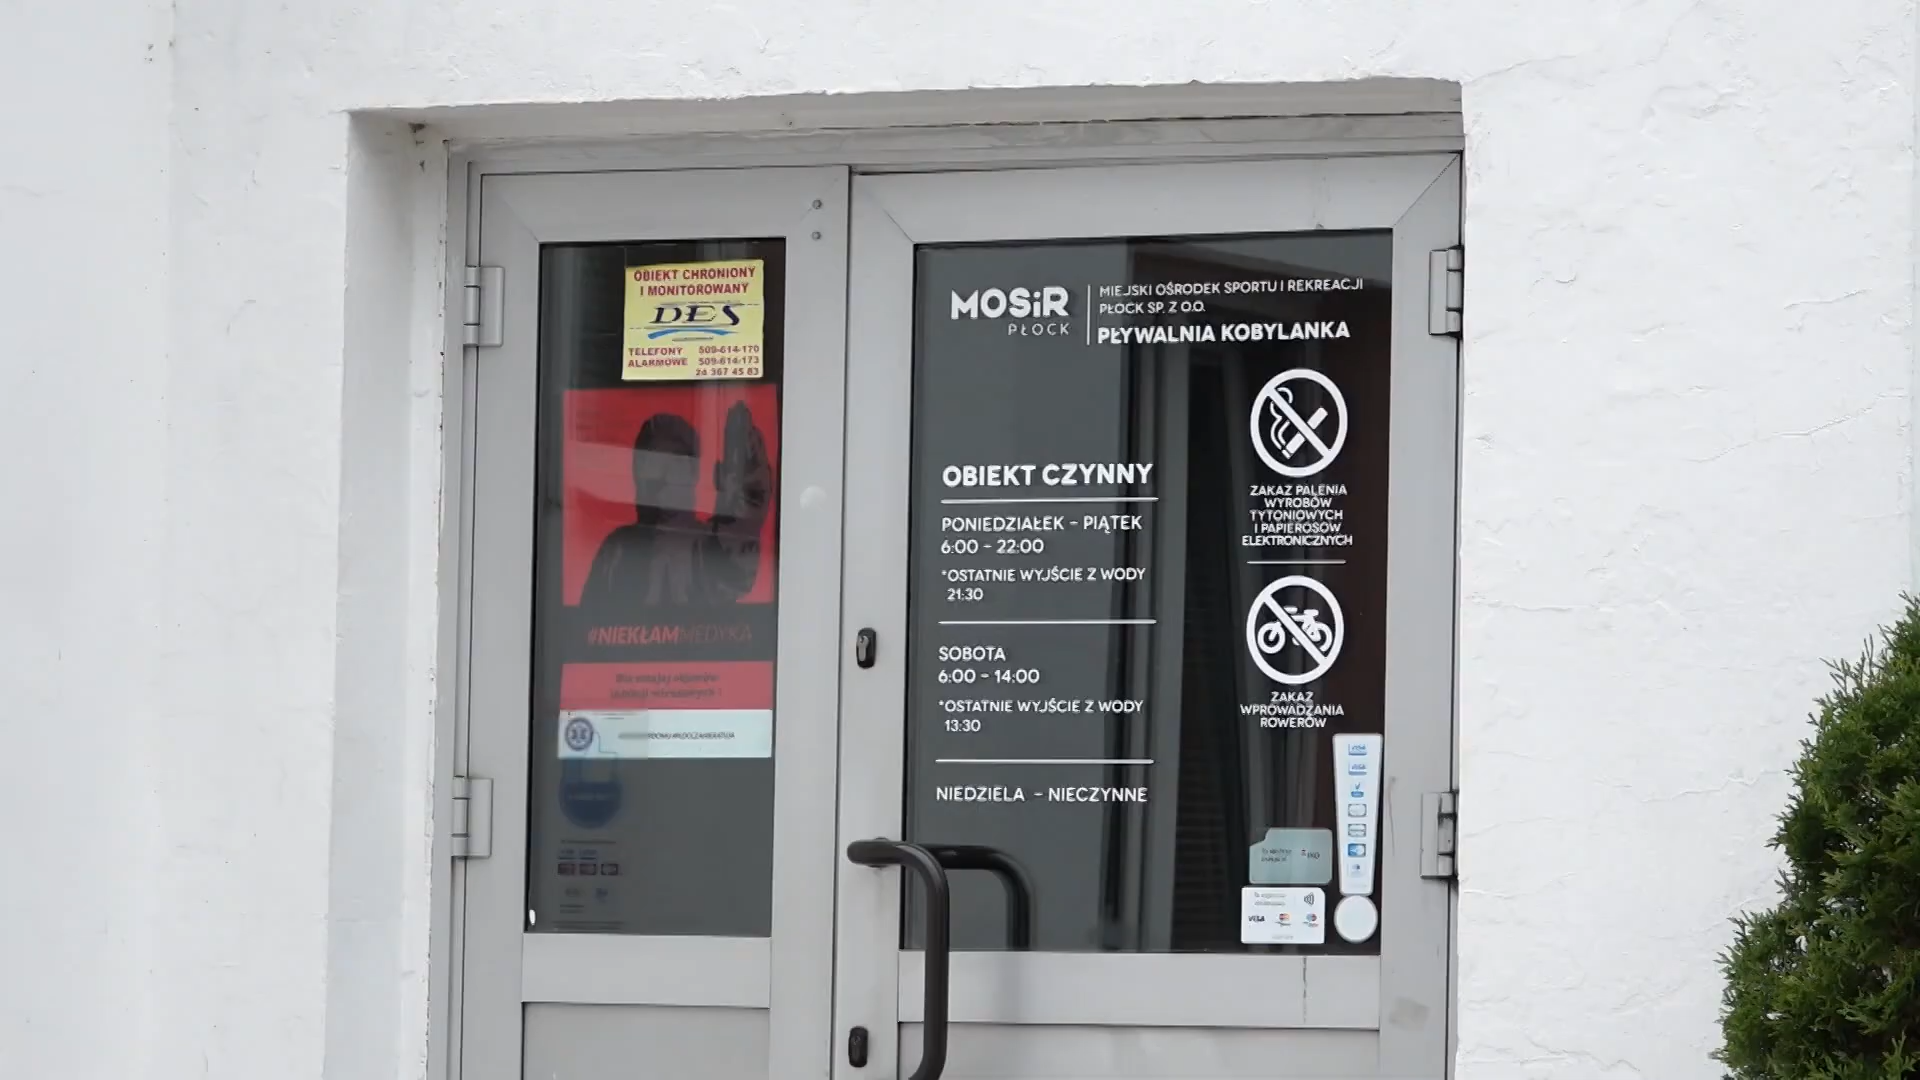 OBIEKT CHRONIONY
I MONITOROWANY
DES
TELEFONY 509-614-170
ALARMOWE 509-614-173
24 367 45 83
#NIEKŁAMMEDYKA
MOSiR
PŁOCK
MIEJSKI OŚRODEK SPORTU I REKREACJI
PŁOCK SP. Z O.O.
PŁYWALNIA KOBYLANKA
OBIEKT CZYNNY
PONIEDZIAŁEK - PIĄTEK
6:00 - 22:00
*OSTATNIE WYJŚCIE Z WODY
21:30
SOBOTA
6:00 - 14:00
*OSTATNIE WYJŚCIE Z WODY
13:30
NIEDZIELA - NIECZYNNE
ZAKAZ PALENIA
WYROBÓW
TYTONIOWYCH
I PAPIEROSÓW
ELEKTRONICZNYCH
ZAKAZ
WPROWADZANIA
ROWERÓW
VISA
VISA
VISA